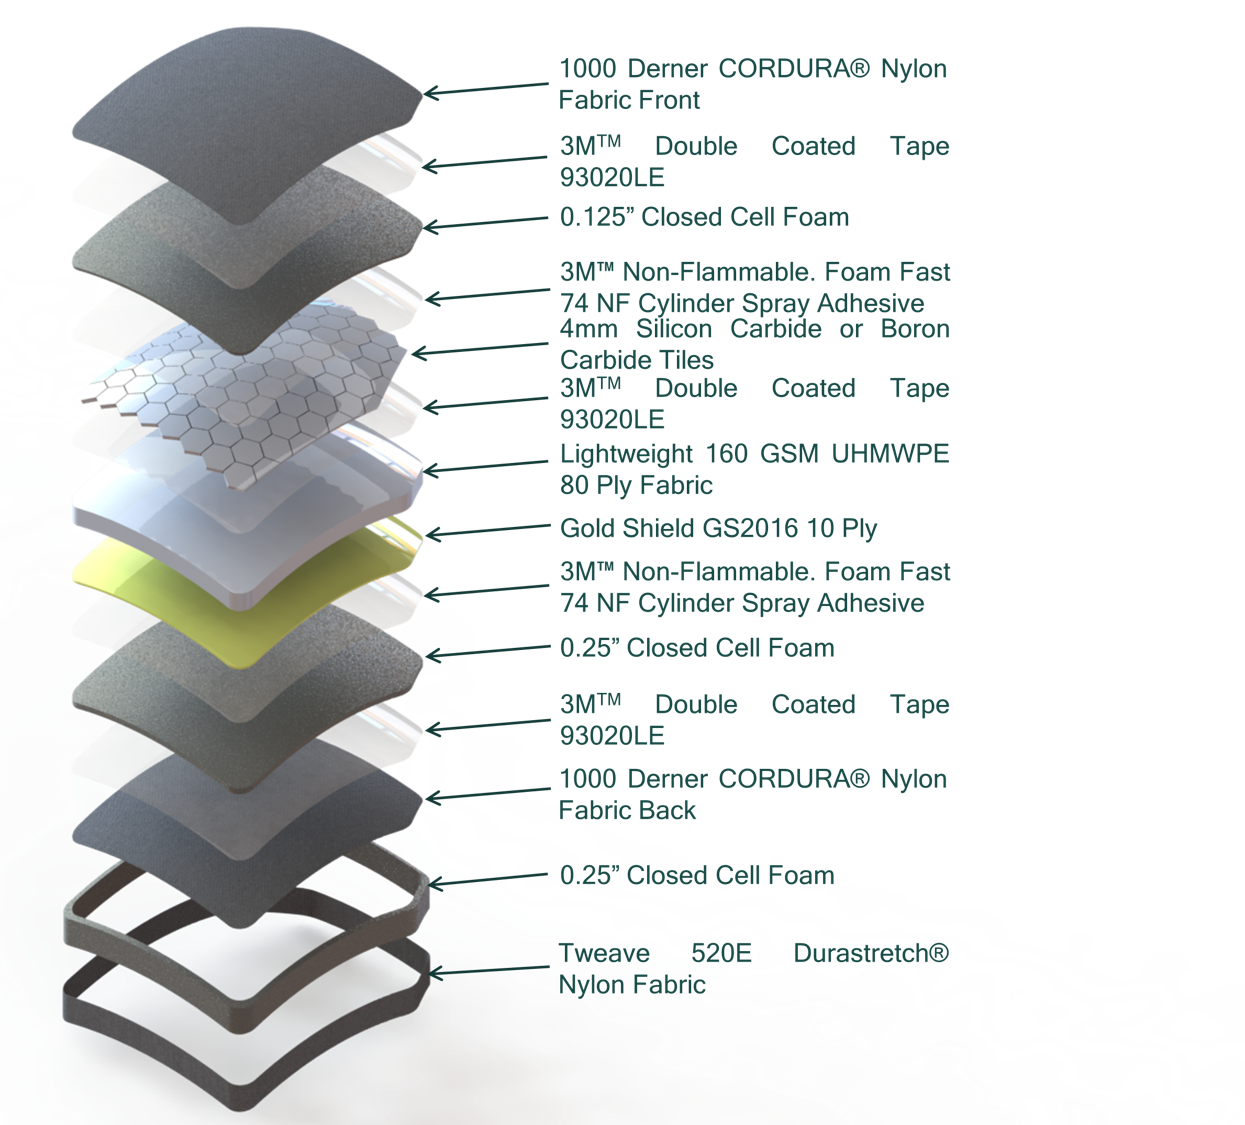 1000 Derner CORDURA® Nylon
Fabric Front
3M™ Double Coated Tape
93020LE
0.125” Closed Cell Foam
3M™ Non-Flammable. Foam Fast
74 NF Cylinder Spray Adhesive
4mm Silicon Carbide or Boron
Carbide Tiles
3M™ Double Coated Tape
93020LE
Lightweight 160 GSM UHMWPE
80 Ply Fabric
Gold Shield GS2016 10 Ply
3M™ Non-Flammable. Foam Fast
74 NF Cylinder Spray Adhesive
0.25” Closed Cell Foam
3M™ Double Coated Tape
93020LE
1000 Derner CORDURA® Nylon
Fabric Back
0.25” Closed Cell Foam
Tweave 520E Durastretch®
Nylon Fabric